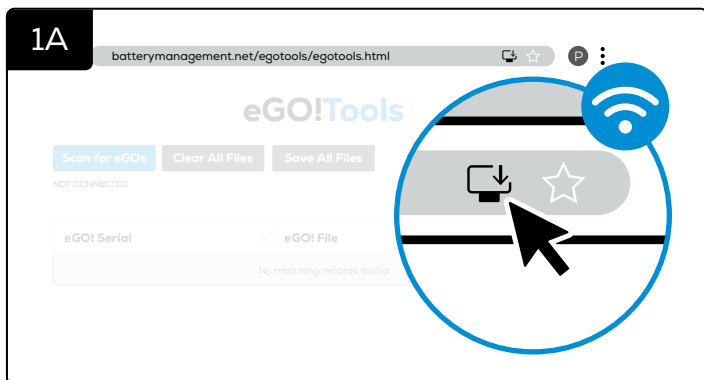 1A
batterymanagement.net/egotools/egotools.html
P
eGO!Tools
Scan for eGOs Clear All Files Save All Files
NOT CONNECTED
eGO! Serial eGO! File
No matching records found